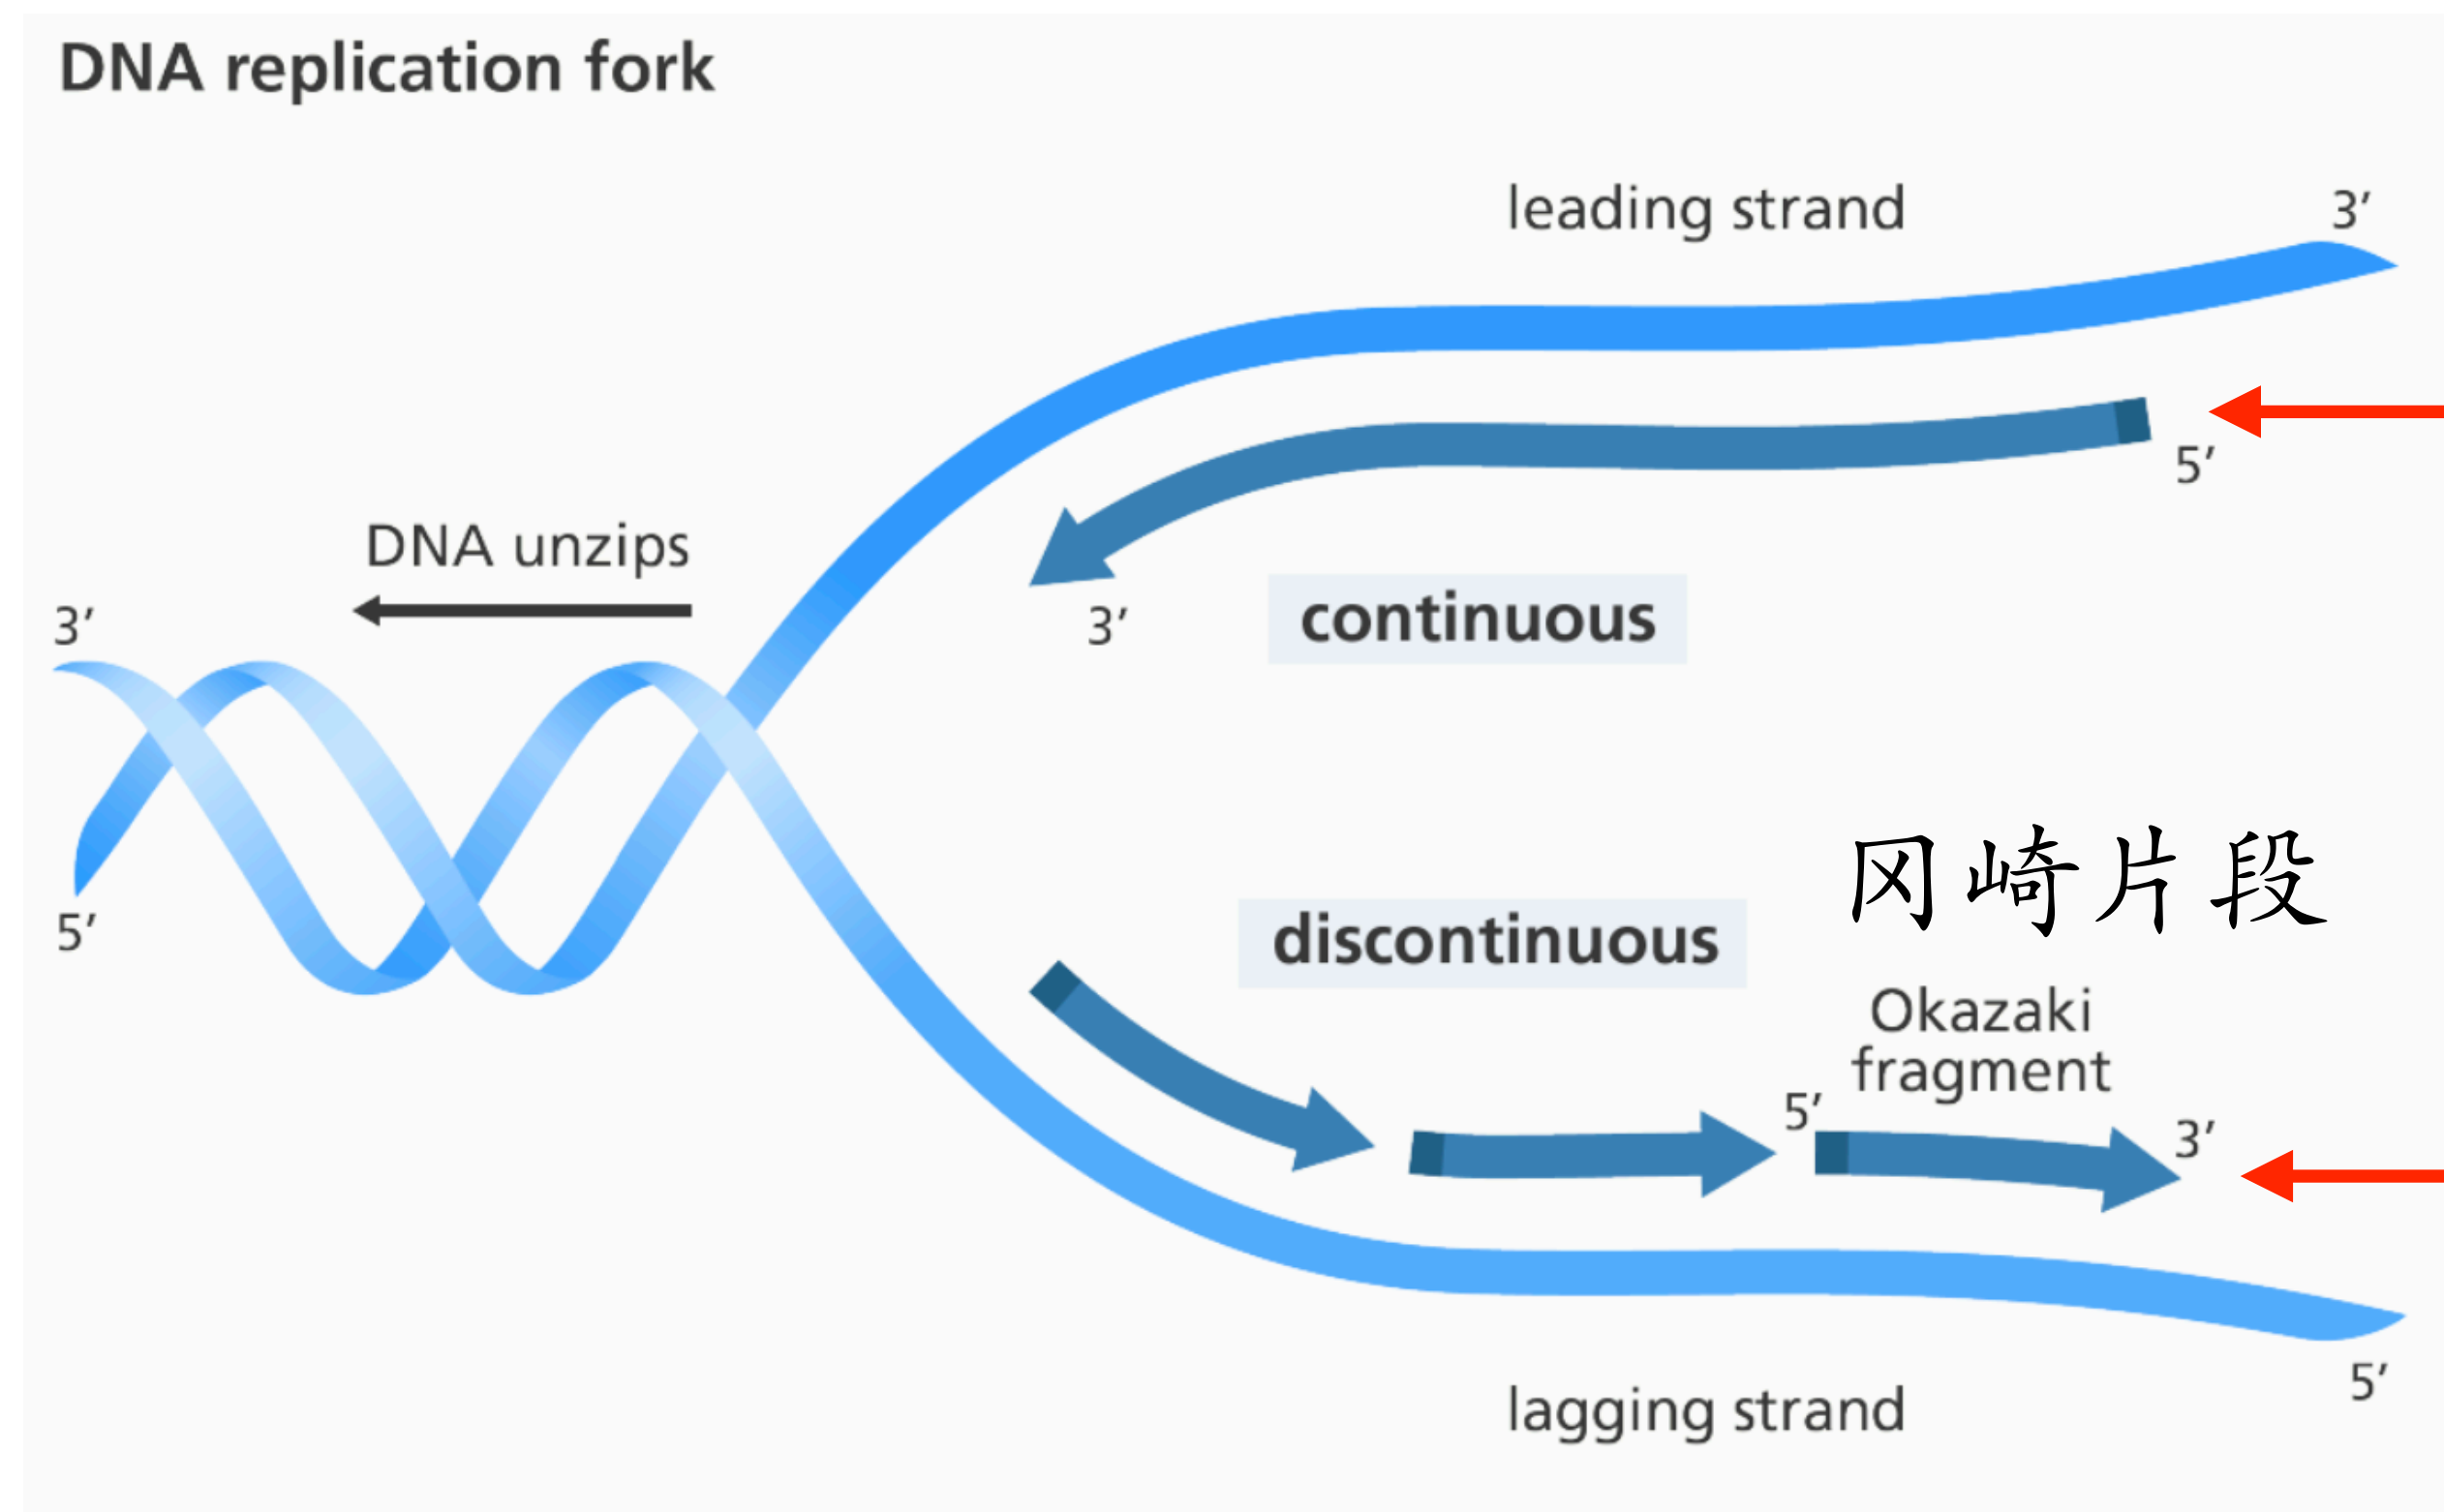 DNA replication fork
leading strand
3′
5′
DNA unzips
3′
3′
continuous
5′
冈崎片段
discontinuous
Okazaki
fragment
5′
3′
5′
lagging strand